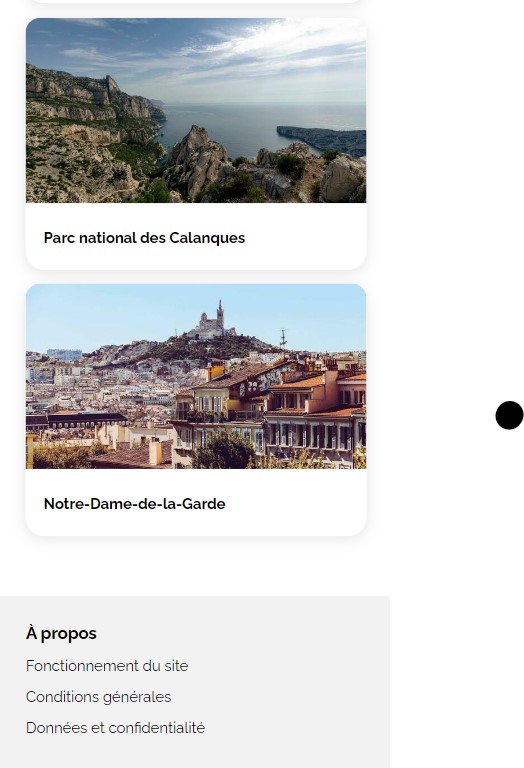 Parc national des Calanques
Notre-Dame-de-la-Garde
À propos
Fonctionnement du site
Conditions générales
Données et confidentialité